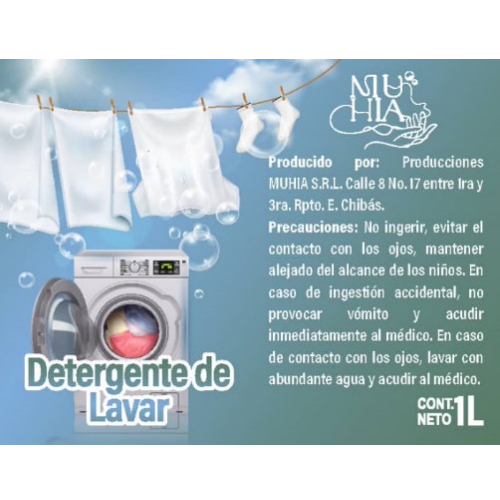 MUHIA
Producido por: Producciones
MUHIA S.R.L. Calle 8 No. 17 entre 1ra y
3ra. Rpto. E. Chibás.
Precauciones: No ingerir, evitar el
contacto con los ojos, mantener
alejado del alcance de los niños. En
caso de ingestión accidental, no
provocar vómito y acudir
inmediatamente al médico. En caso
de contacto con los ojos, lavar con
abundante agua y acudir al médico.
Detergente de
Lavar
CONT.
NETO 1L